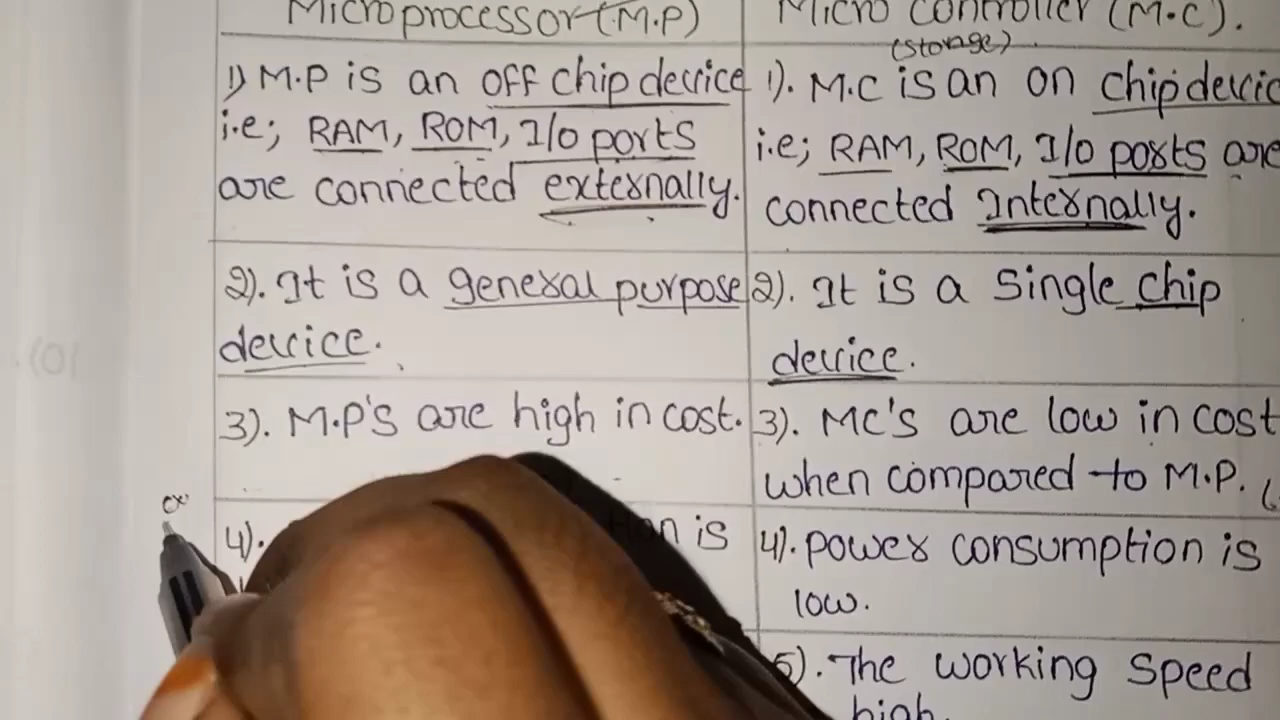 Microprocessor (M.P)
Micro controller (M.C).
(storage)
1) M.P is an off chip device
i.e; RAM, ROM, I/o ports
are connected externally.
1). M.C is an on chip device
i.e; RAM, ROM, I/o ports are
connected Internally.
2). It is a general purpose
device.
2). It is a single chip
device.
3). M.P's are high in cost.
3). MC's are low in cost
when compared to M.P.
4).
is
4). power consumption is
low.
5). The working speed
high.